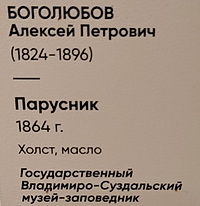 БОГОЛЮБОВ
Алексей Петрович
(1824-1896)
Парусник
1864 г.
Холст, масло
Государственный
Владимиро-Суздальский
музей-заповедник